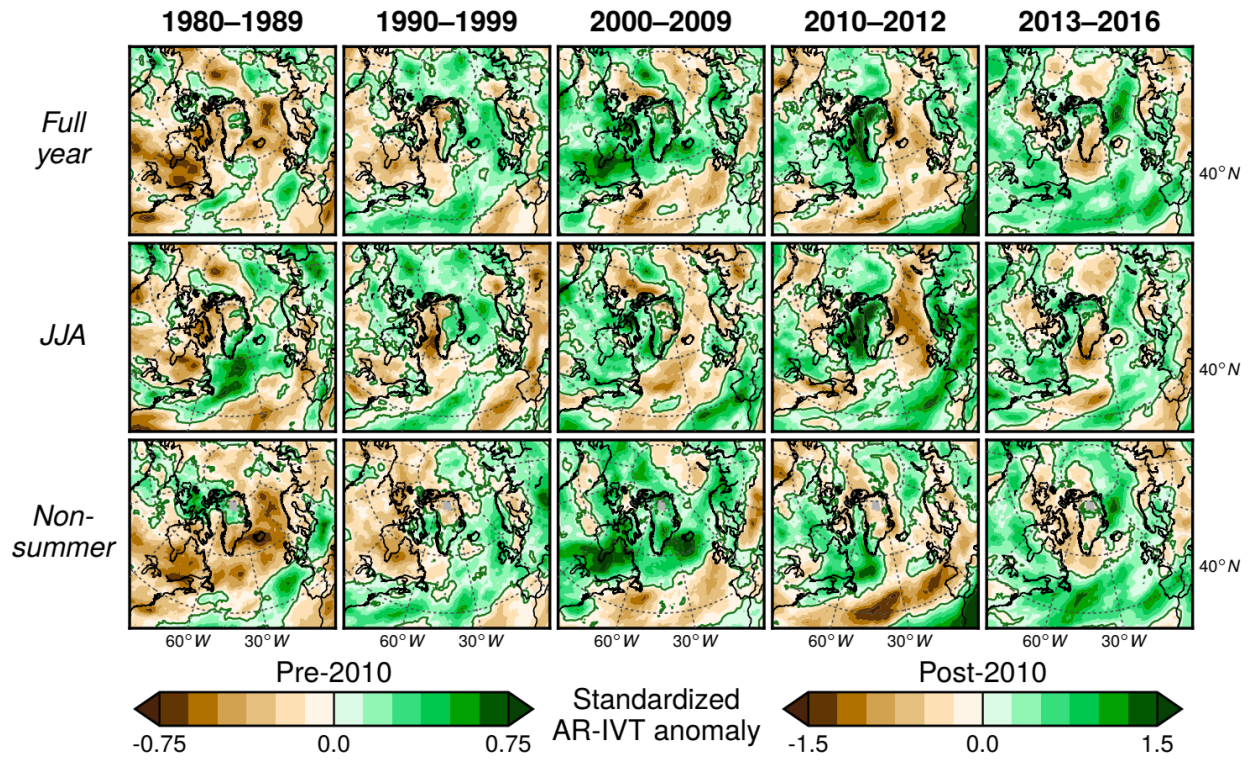 1980–1989 1990–1999 2000–2009 2010–2012 2013–2016
Full
year
40°N
JJA
40°N
Non-
summer
40°N
60°W 30°W 60°W 30°W 60°W 30°W 60°W 30°W 60°W 30°W
Pre-2010
Post-2010
Standardized
AR-IVT anomaly
-0.75 0.0 0.75
-1.5 0.0 1.5